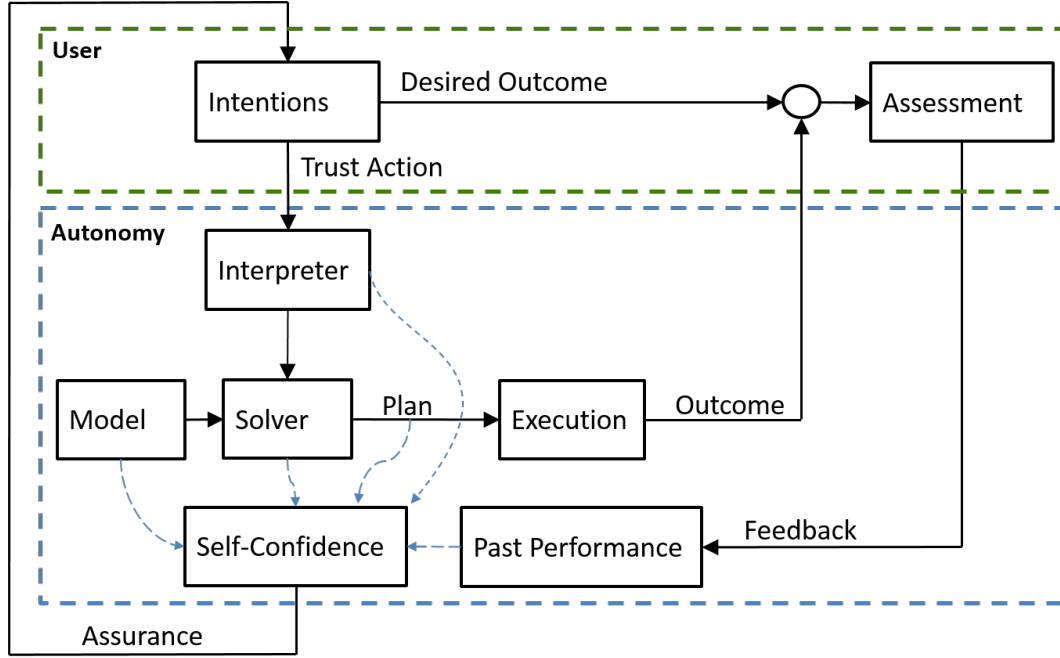 User
Intentions
Desired Outcome
Assessment
Trust Action
Autonomy
Interpreter
Model
Solver
Plan
Execution
Outcome
Self-Confidence
Past Performance
Feedback
Assurance